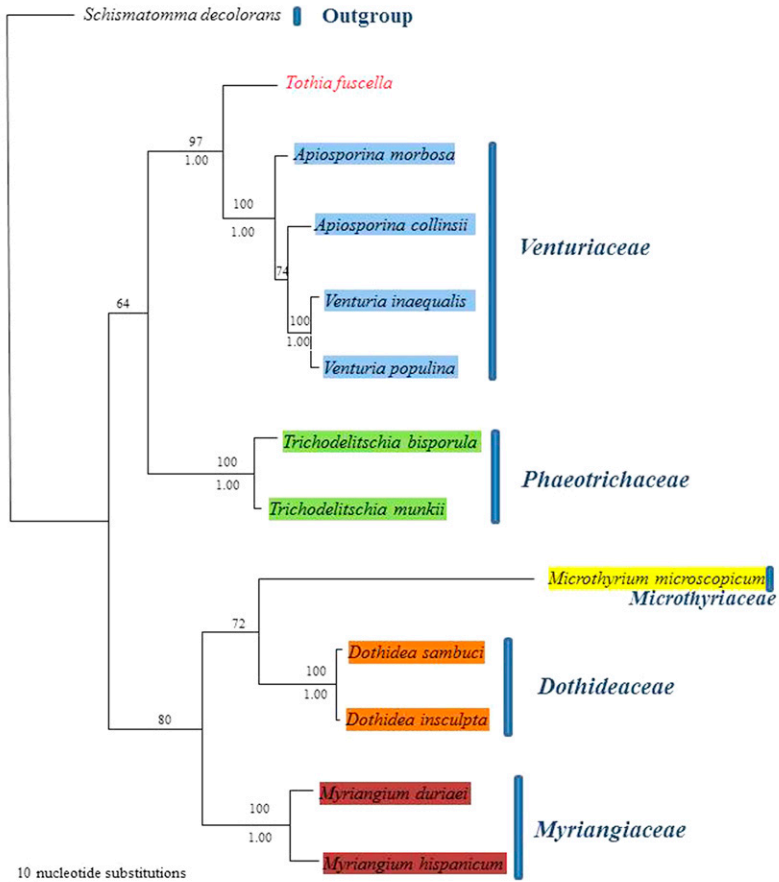 Schismatomma decolorans Outgroup
Tothia fuscella
97
1.00
Apiosporina morbosa
100
1.00
Apiosporina collinsii
Venturiaceae
74
Venturia inaequalis
64
100
1.00
Venturia populina
Trichodelitschia bisporula
100
1.00
Phaeotrichaceae
Trichodelitschia munkii
Microthyrium microscopicum
Microthyriaceae
72
Dothidea sambuci
100
1.00
Dothideaceae
Dothidea insculpta
80
Myriangium duriaei
100
1.00
Myriangiaceae
Myriangium hispanicum
10 nucleotide substitutions